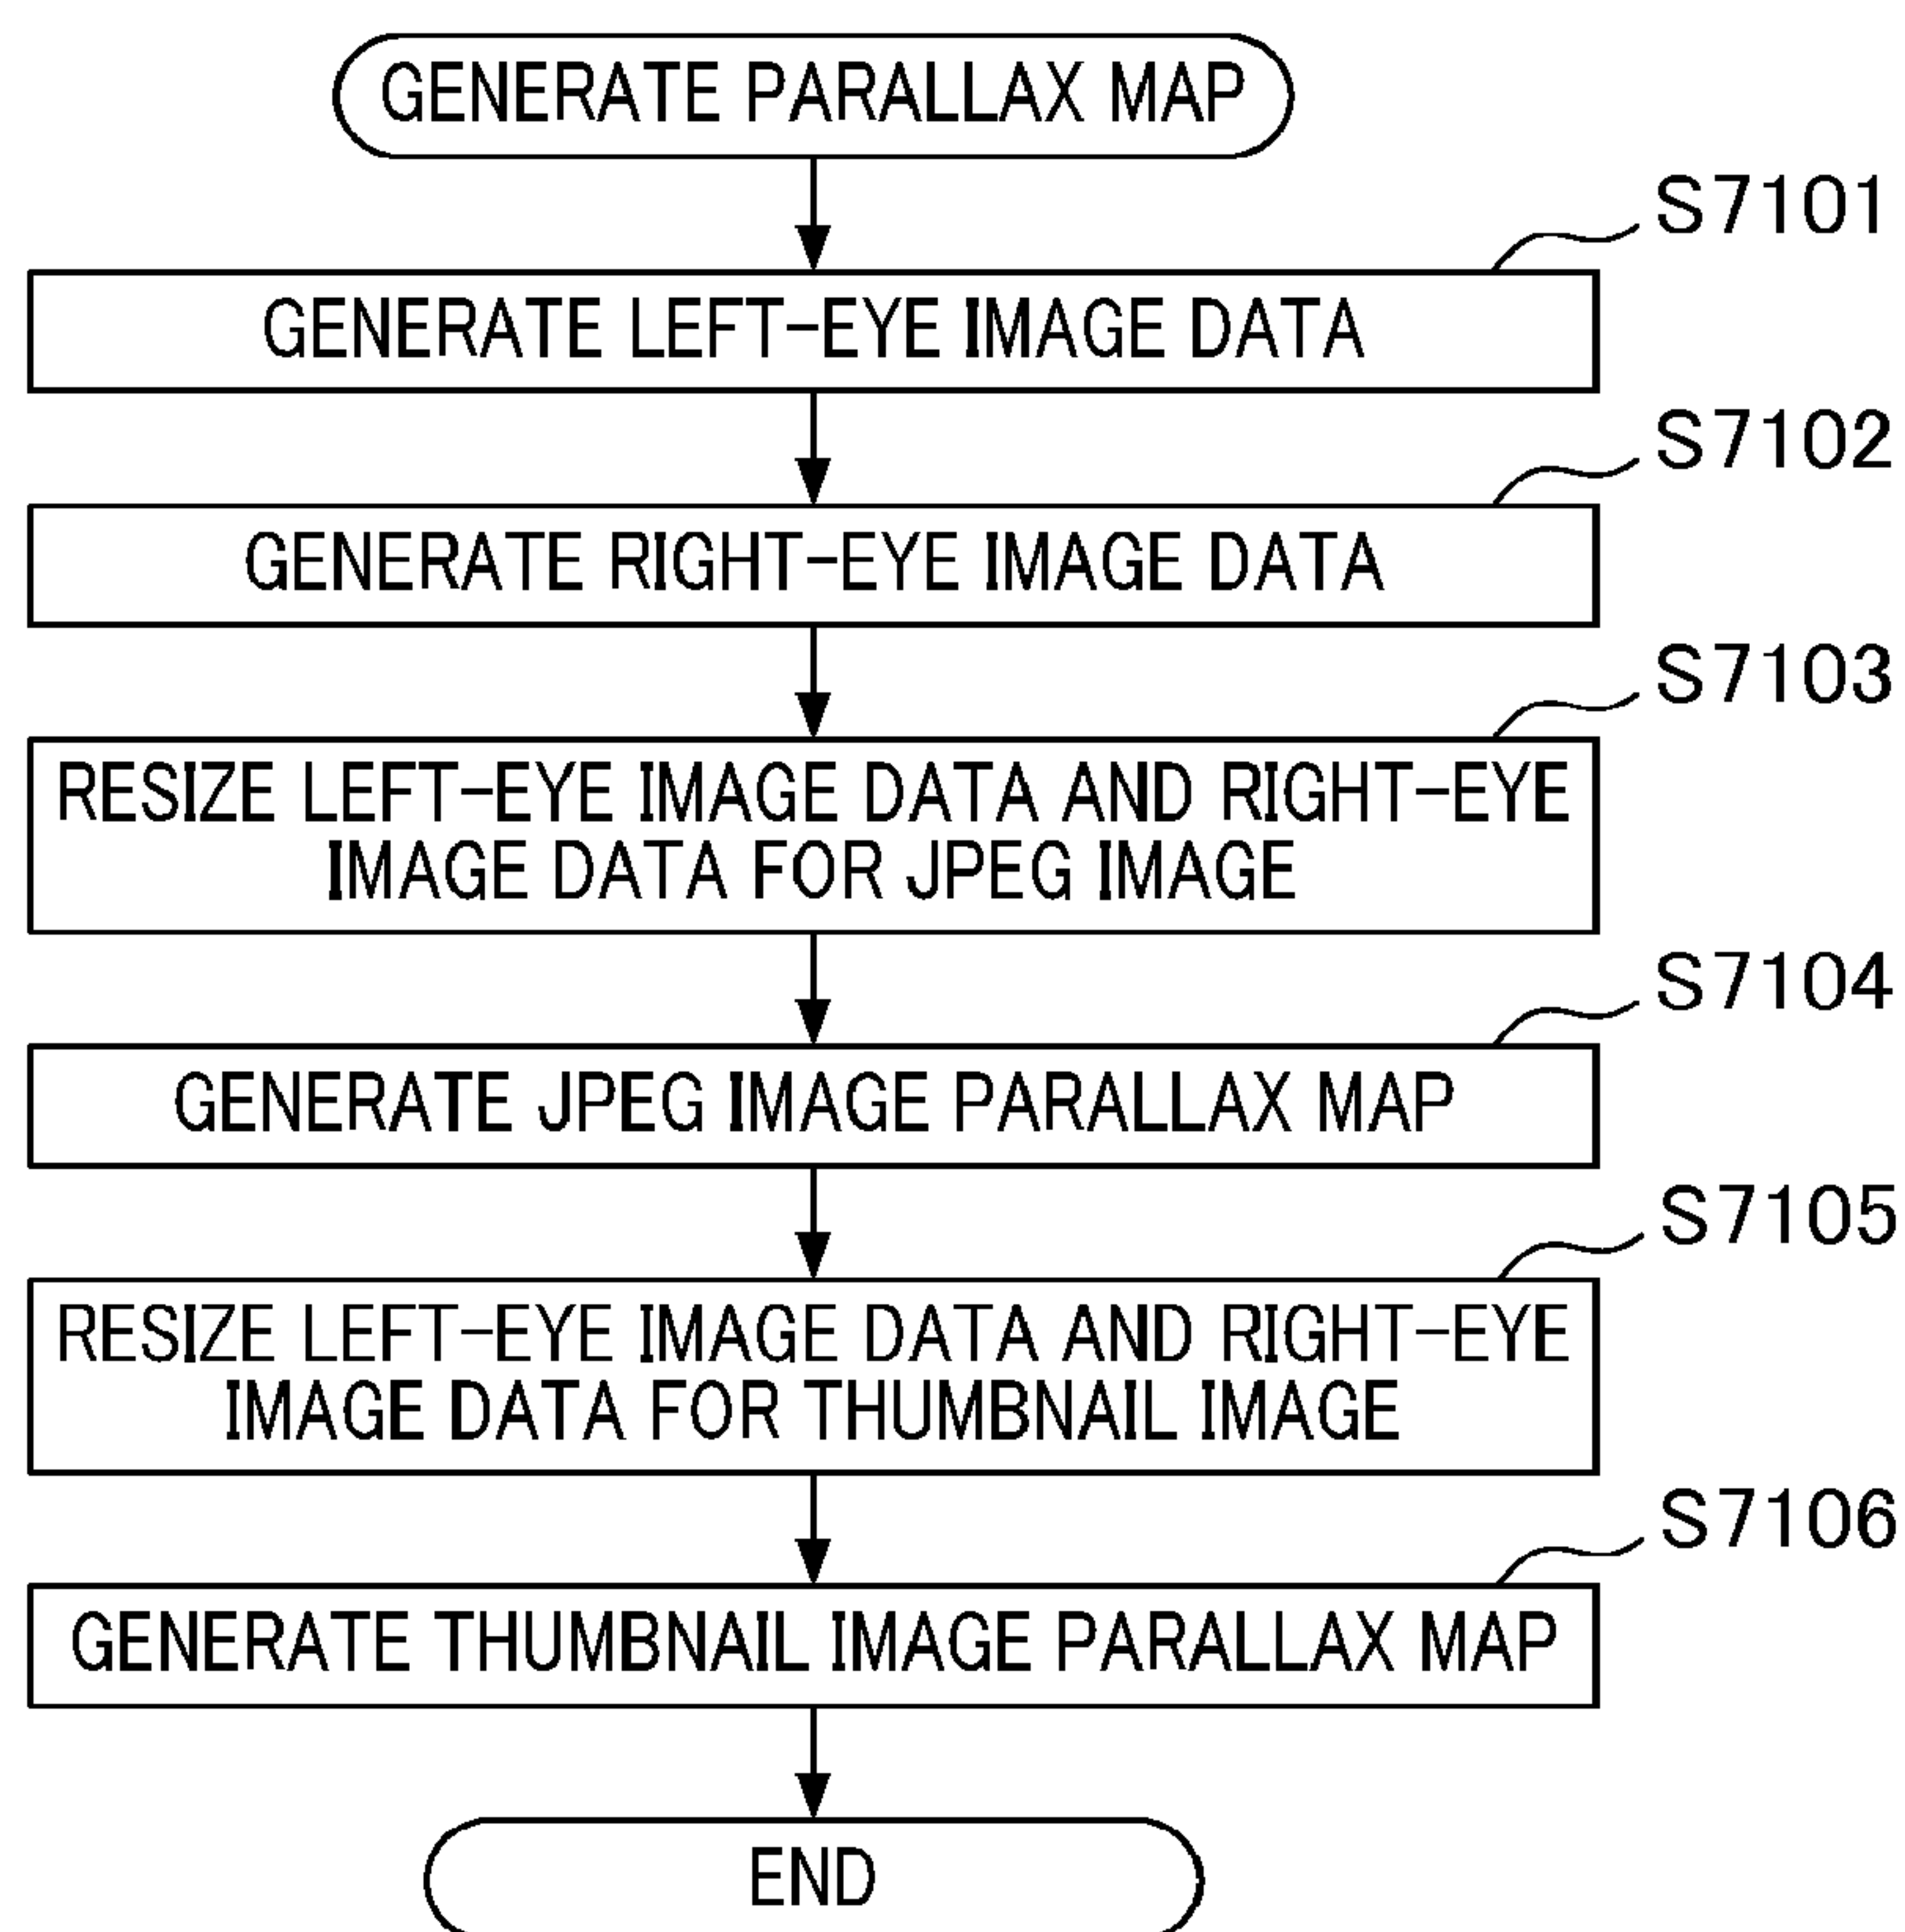 GENERATE PARALLAX MAP
S7101
GENERATE LEFT-EYE IMAGE DATA
S7102
GENERATE RIGHT-EYE IMAGE DATA
S7103
RESIZE LEFT-EYE IMAGE DATA AND RIGHT-EYE
IMAGE DATA FOR JPEG IMAGE
S7104
GENERATE JPEG IMAGE PARALLAX MAP
S7105
RESIZE LEFT-EYE IMAGE DATA AND RIGHT-EYE
IMAGE DATA FOR THUMBNAIL IMAGE
S7106
GENERATE THUMBNAIL IMAGE PARALLAX MAP
END